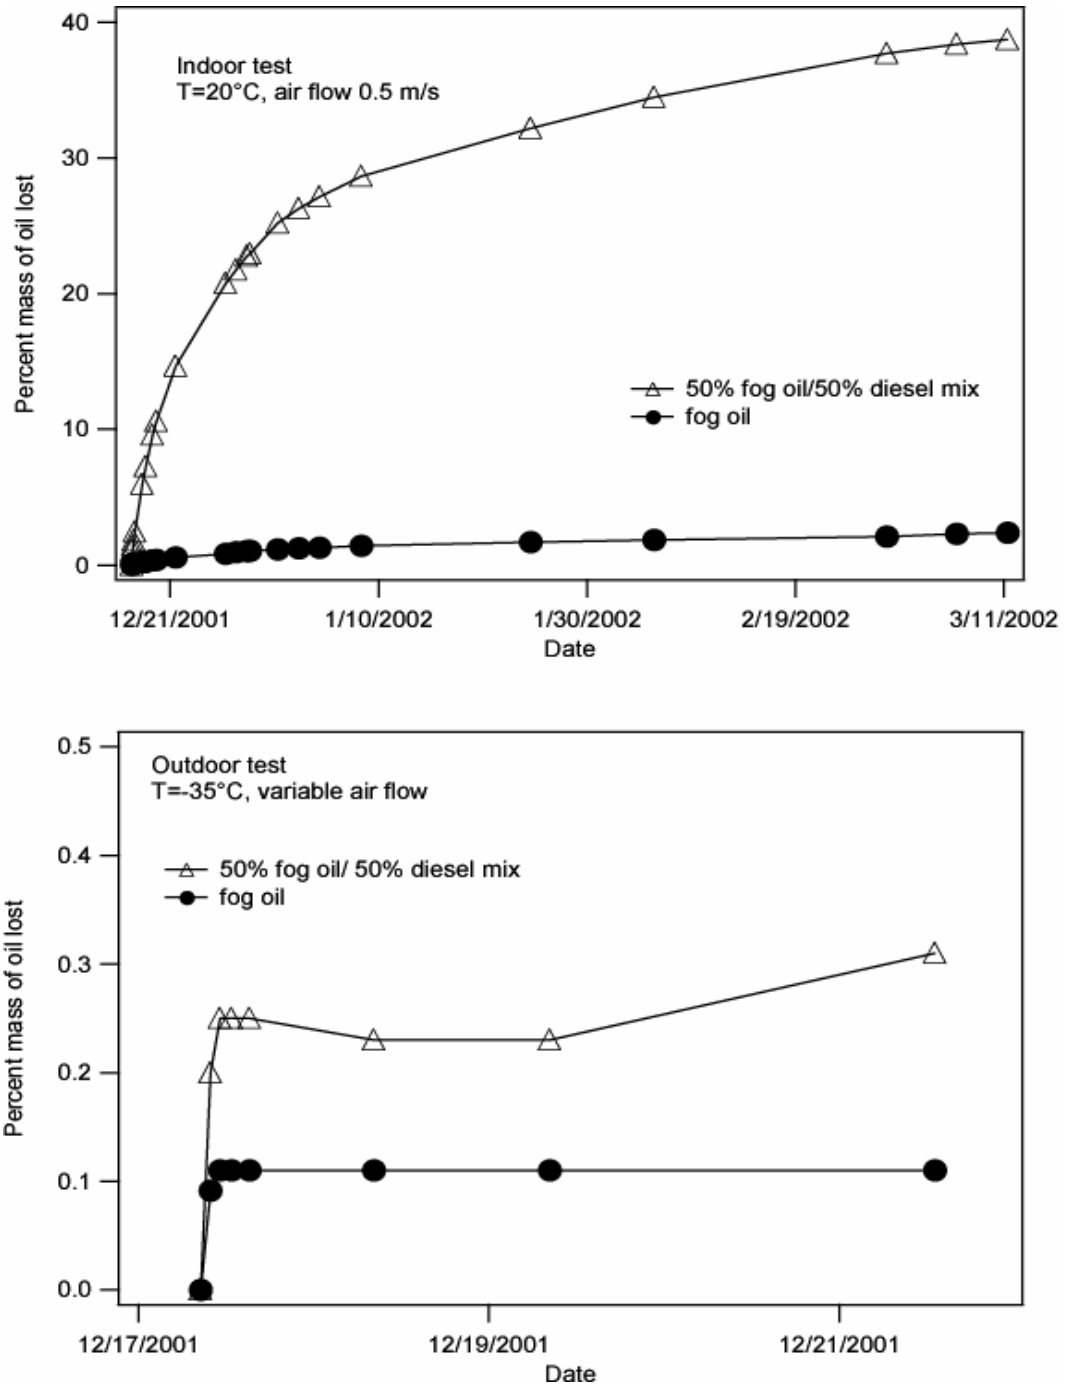 40
30
20
10
0
Percent mass of oil lost
Indoor test
T=20°C, air flow 0.5 m/s
50% fog oil/50% diesel mix
fog oil
12/21/2001 1/10/2002 1/30/2002 2/19/2002 3/11/2002
Date
0.5
0.4
0.3
0.2
0.1
0.0
Percent mass of oil lost
Outdoor test
T=-35°C, variable air flow
50% fog oil/ 50% diesel mix
fog oil
12/17/2001 12/19/2001 12/21/2001
Date